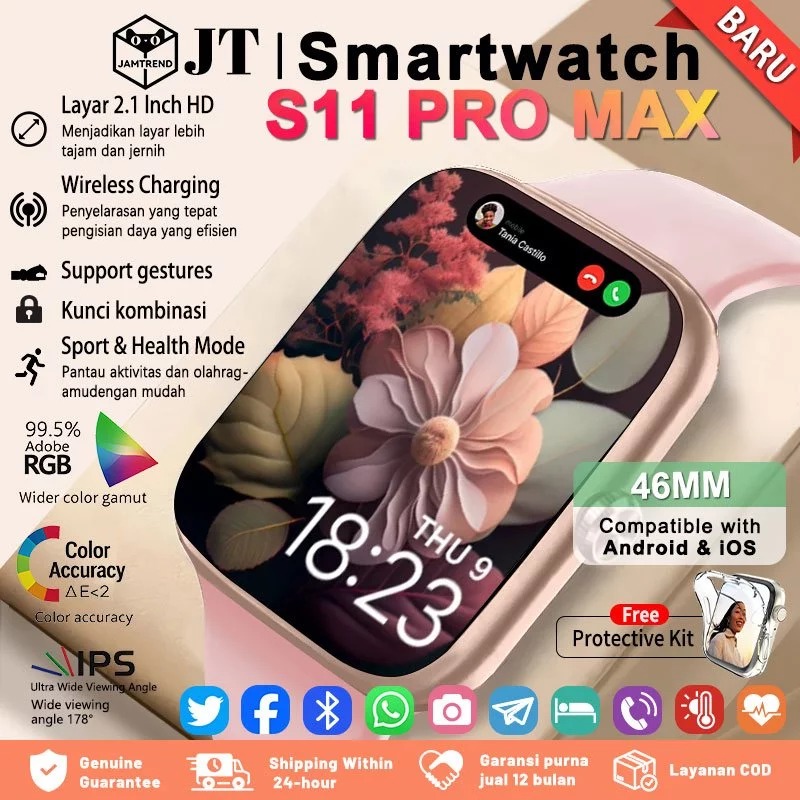 JAMTREND
JT | Smartwatch
S11 PRO MAX
BARU
Layar 2.1 Inch HD
Menjadikan layar lebih
tajam dan jernih
Wireless Charging
Penyelarasan yang tepat
pengisian daya yang efisien
Support gestures
Kunci kombinasi
Sport & Health Mode
Pantau aktivitas dan olahrag-
amudengan mudah
99.5%
Adobe
RGB
Wider color gamut
Color
Accuracy
ΔE<2
Color accuracy
IPS
Ultra Wide Viewing Angle
Wide viewing
angle 178°
mobile
Tania Castillo
THU 9
18:23
46MM
Compatible with
Android & iOS
Free
Protective Kit
Genuine
Guarantee
Shipping Within
24-hour
Garansi purna
jual 12 bulan
Layanan COD